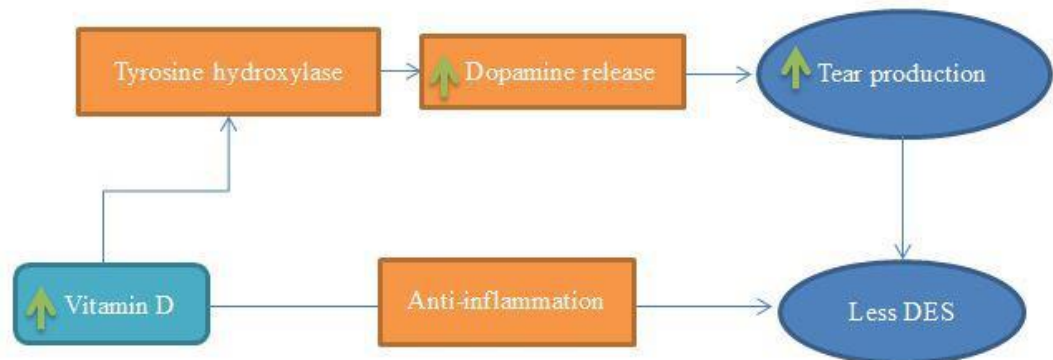 Tyrosine hydroxylase
Dopamine release
Tear production
Vitamin D
Anti-inflammation
Less DES